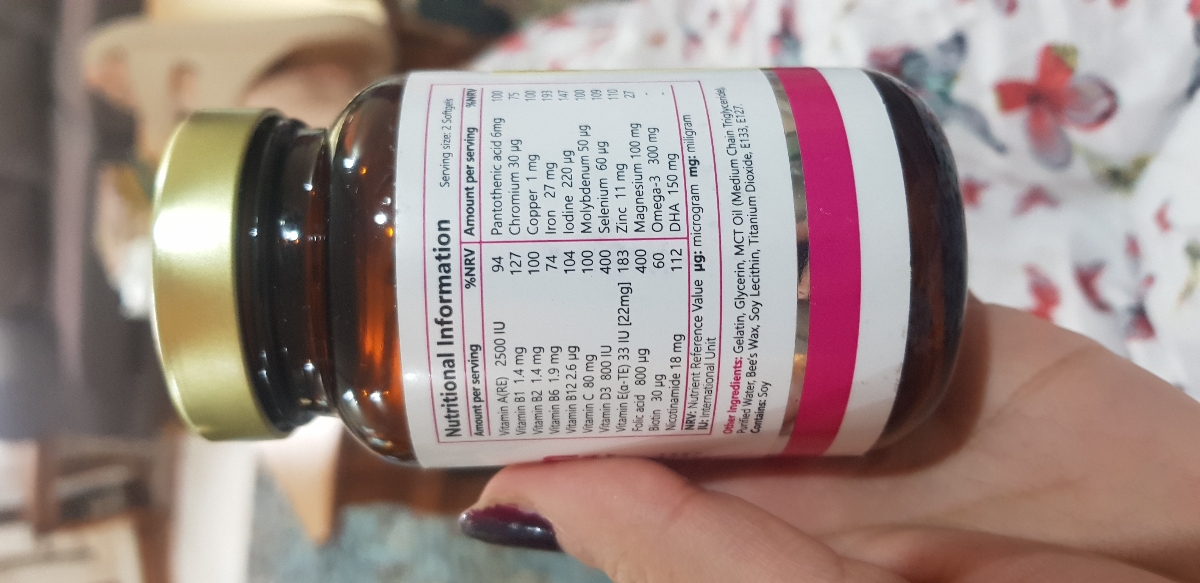 Nutritional Information Serving size: 2 Softgels
Amount per serving %NRV Amount per serving %NRV
Vitamin A(RE) 2500 IU 94 Pantothenic acid 6mg 100
Vitamin B1 1.4 mg 127 Chromium 30 µg 75
Vitamin B2 1.4 mg 100 Copper 1 mg 100
Vitamin B6 1.9 mg 74 Iron 27 mg 193
Vitamin B12 2.6 µg 104 Iodine 220 µg 147
Vitamin C 80 mg 100 Molybdenum 50 µg 100
Vitamin D3 800 IU 400 Selenium 60 µg 109
Vitamin E(α-TE) 33 IU [22mg] 183 Zinc 11 mg 110
Folic acid 800 µg 400 Magnesium 100 mg 27
Biotin 30 µg 60 Omega-3 300 mg -
Nicotinamide 18 mg 112 DHA 150 mg -
NRV: Nutrient Reference Value µg: microgram mg: miligram
IU: International Unit
Other Ingredients: Gelatin, Glycerin, MCT Oil (Medium Chain Triglycerides
Purified Water, Bee's Wax, Soy Lecithin, Titanium Dioxide, E133, E127.
Contains: Soy